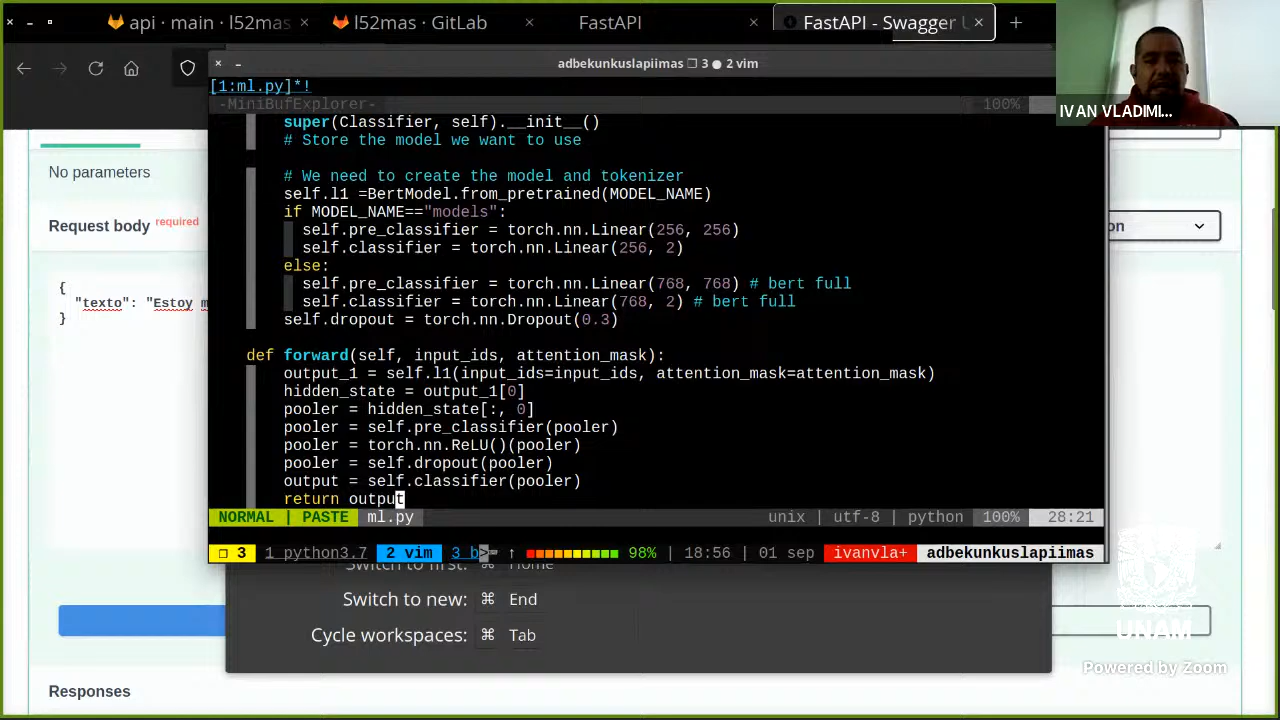 api · main · l52mas
l52mas · GitLab
FastAPI
FastAPI - Swagger U
adbekunkuslapiimas ❐ 3 ● 2 vim
IVAN VLADIMI...
[1:ml.py]*!
-MiniBufExplorer- 100%
super(Classifier, self).__init__()
# Store the model we want to use
# We need to create the model and tokenizer
self.l1 =BertModel.from_pretrained(MODEL_NAME)
if MODEL_NAME=="models":
self.pre_classifier = torch.nn.Linear(256, 256)
self.classifier = torch.nn.Linear(256, 2)
else:
self.pre_classifier = torch.nn.Linear(768, 768) # bert full
self.classifier = torch.nn.Linear(768, 2) # bert full
self.dropout = torch.nn.Dropout(0.3)
def forward(self, input_ids, attention_mask):
output_1 = self.l1(input_ids=input_ids, attention_mask=attention_mask)
hidden_state = output_1[0]
pooler = hidden_state[:, 0]
pooler = self.pre_classifier(pooler)
pooler = torch.nn.ReLU()(pooler)
pooler = self.dropout(pooler)
output = self.classifier(pooler)
return output
NORMAL | PASTE ml.py unix | utf-8 | python 100% 28:21
❐ 3 1 python3.7 2 vim 3 b>- ↑ 98% | 18:56 | 01 sep ivanvla+ adbekunkuslapiimas
No parameters
Request body required
on
{
"texto": "Estoy m
}
Switch to first: ⌘ Home
Switch to new: ⌘ End
Cycle workspaces: ⌘ Tab
Responses
UNAM
Powered by Zoom